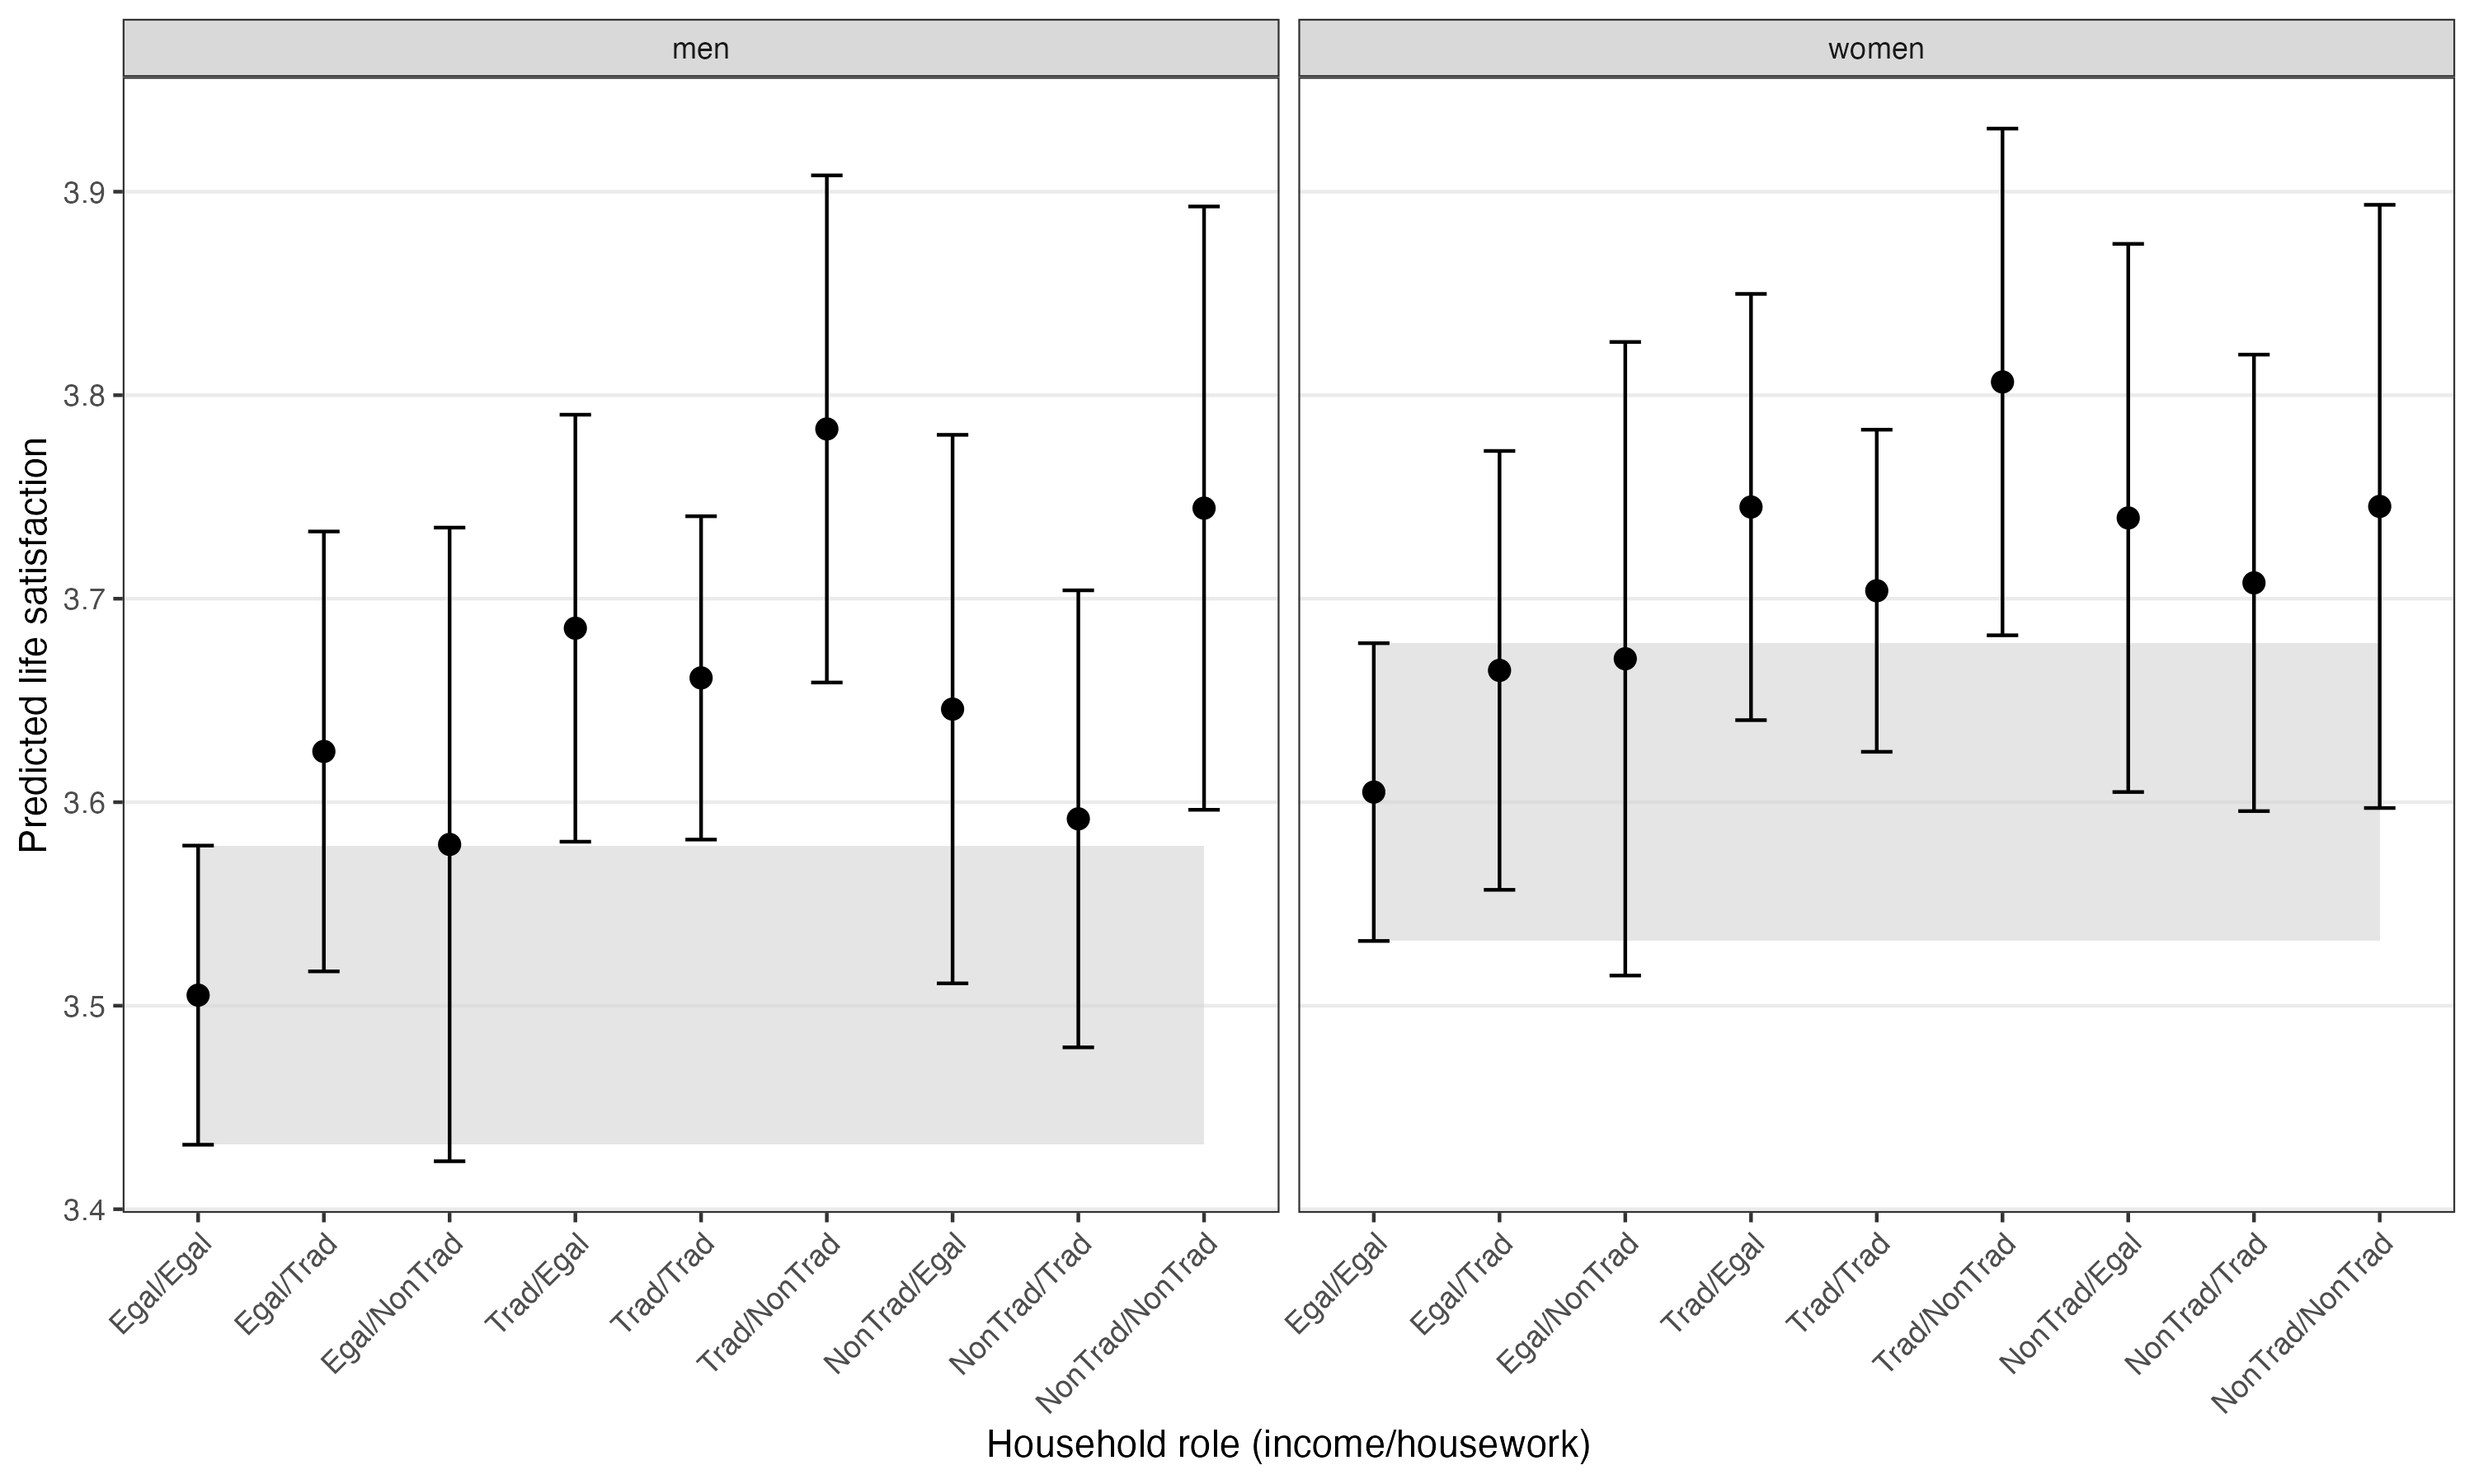 men
women
Predicted life satisfaction
3.9
3.8
3.7
3.6
3.5
3.4
Egal/Egal
Egal/Trad
Egal/NonTrad
Trad/Egal
Trad/Trad
Trad/NonTrad
NonTrad/Egal
NonTrad/Trad
NonTrad/NonTrad
Egal/Egal
Egal/Trad
Egal/NonTrad
Trad/Egal
Trad/Trad
Trad/NonTrad
NonTrad/Egal
NonTrad/Trad
NonTrad/NonTrad
Household role (income/housework)